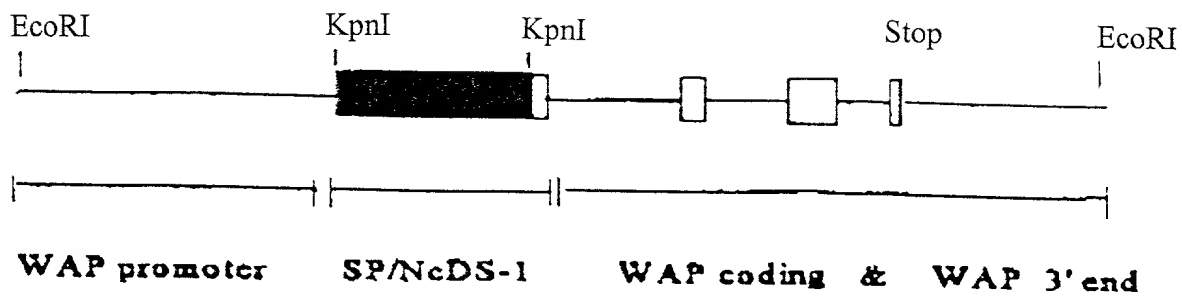 EcoRI KpnI KpnI Stop EcoRI
WAP promoter SP/NcDS-1 WAP coding & WAP 3' end